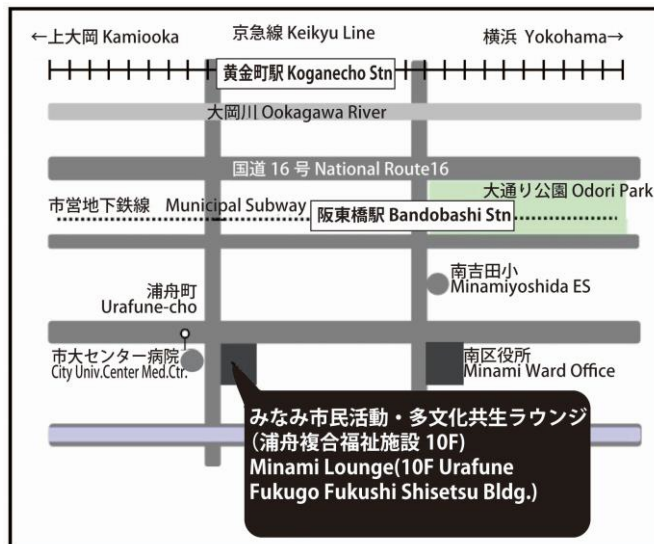 京急線 Keikyu Line
←上大岡 Kamiooka
横浜 Yokohama→
黄金町駅 Koganecho Stn
大岡川 Ookagawa River
国道 16 号 National Route16
大通り公園 Odori Park
市営地下鉄線 Municipal Subway
阪東橋駅 Bandobashi Stn
南吉田小
Minamiyoshida ES
浦舟町
Urafune-cho
市大センター病院
City Univ.Center Med.Ctr.
南区役所
Minami Ward Office
みなみ市民活動・多文化共生ラウンジ
(浦舟複合福祉施設 10F)
Minami Lounge(10F Urafune
Fukugo Fukushi Shisetsu Bldg.)